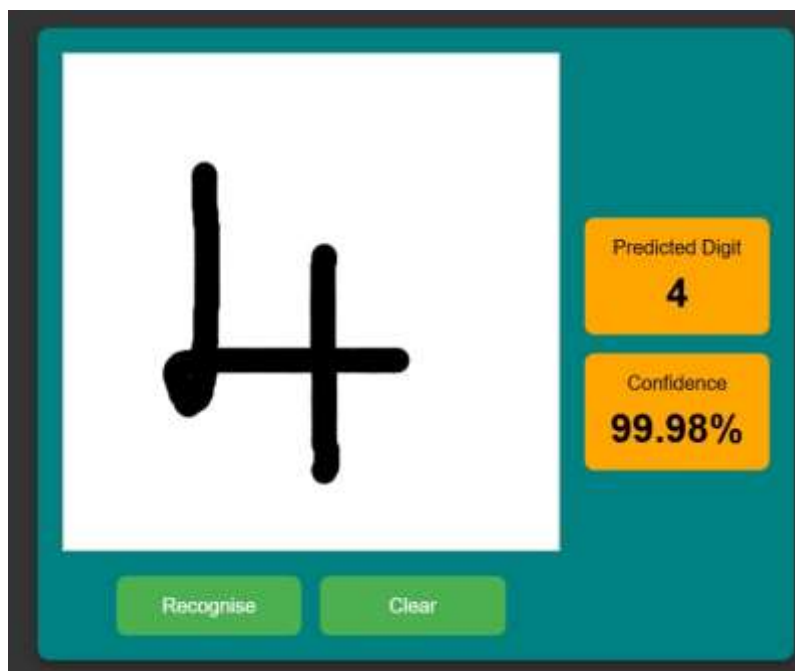 4
Predicted Digit
4
Confidence
99.98%
Recognise
Clear